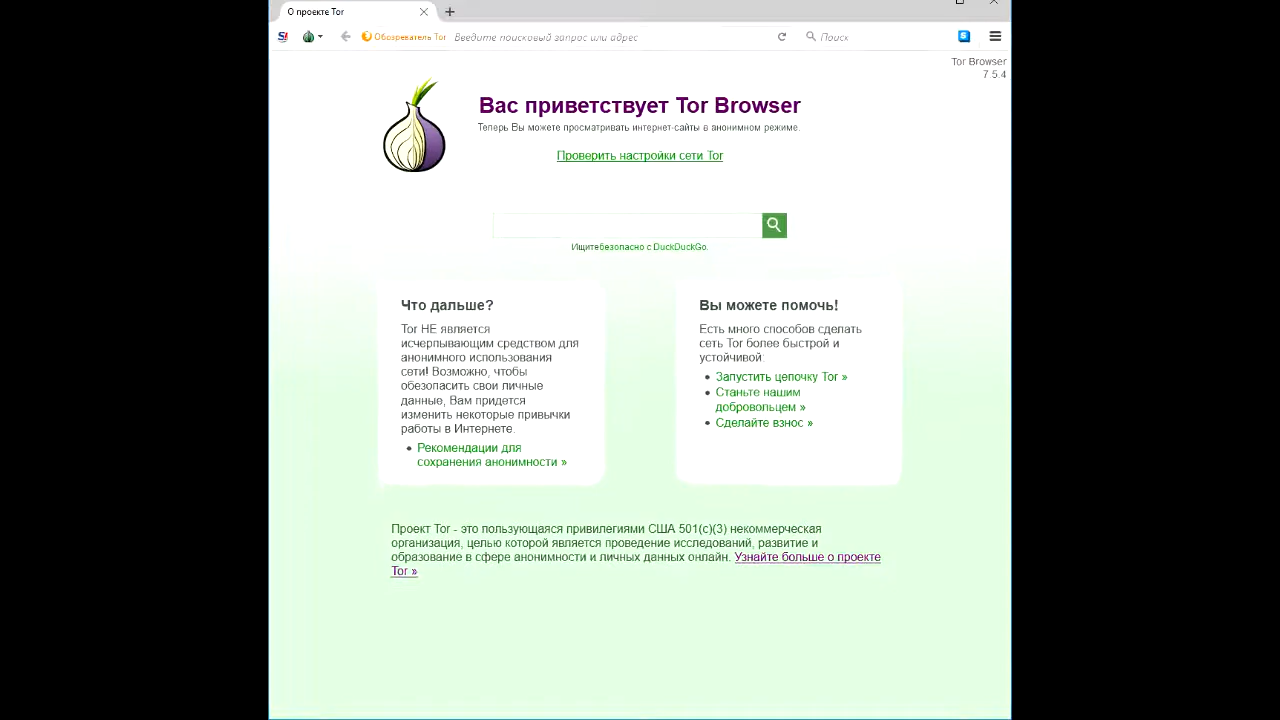 О проекте Tor
S!
Обозреватель Tor
Введите поисковый запрос или адрес
Поиск
S
Tor Browser
7.5.4
Вас приветствует Tor Browser
Теперь Вы можете просматривать интернет-сайты в анонимном режиме.
Проверить настройки сети Tor
Ищитебезопасно с DuckDuckGo.
Что дальше?
Tor НЕ является
исчерпывающим средством для
анонимного использования
сети! Возможно, чтобы
обезопасить свои личные
данные, Вам придется
изменить некоторые привычки
работы в Интернете.
Рекомендации для
сохранения анонимности »
Вы можете помочь!
Есть много способов сделать
сеть Tor более быстрой и
устойчивой:
Запустить цепочку Tor »
Станьте нашим
добровольцем »
Сделайте взнос »
Проект Tor - это пользующаяся привилегиями США 501(c)(3) некоммерческая
организация, целью которой является проведение исследований, развитие и
образование в сфере анонимности и личных данных онлайн. Узнайте больше о проекте
Tor »